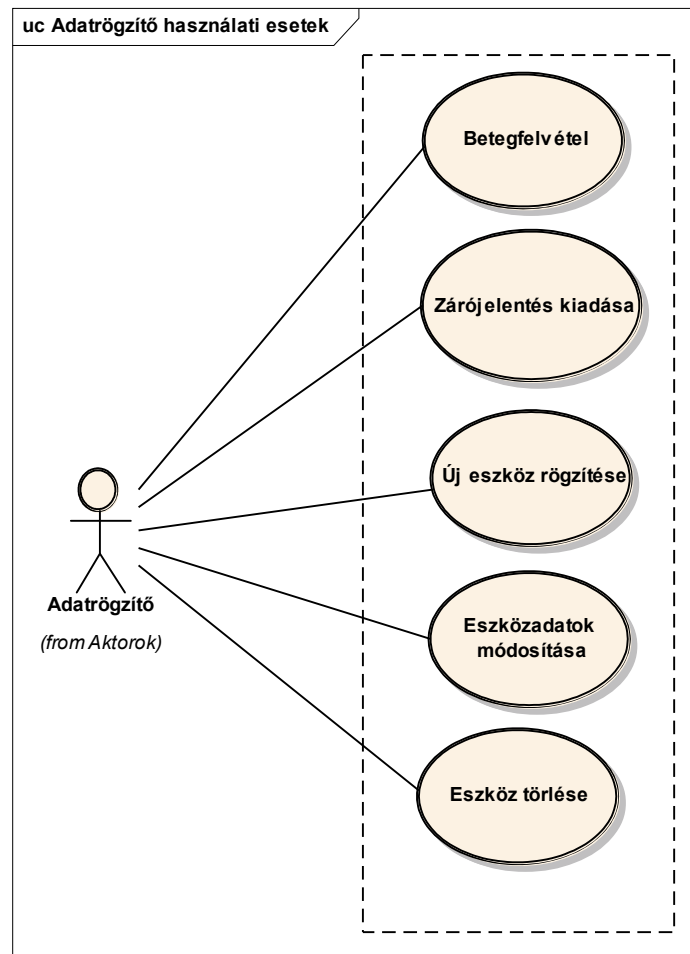 uc Adatrögzítő használati esetek
Betegfelvétel
Zárójelentés kiadása
Új eszköz rögzítése
Adatrögzítő
(from Aktorok)
Eszközadatok
módosítása
Eszköz törlése